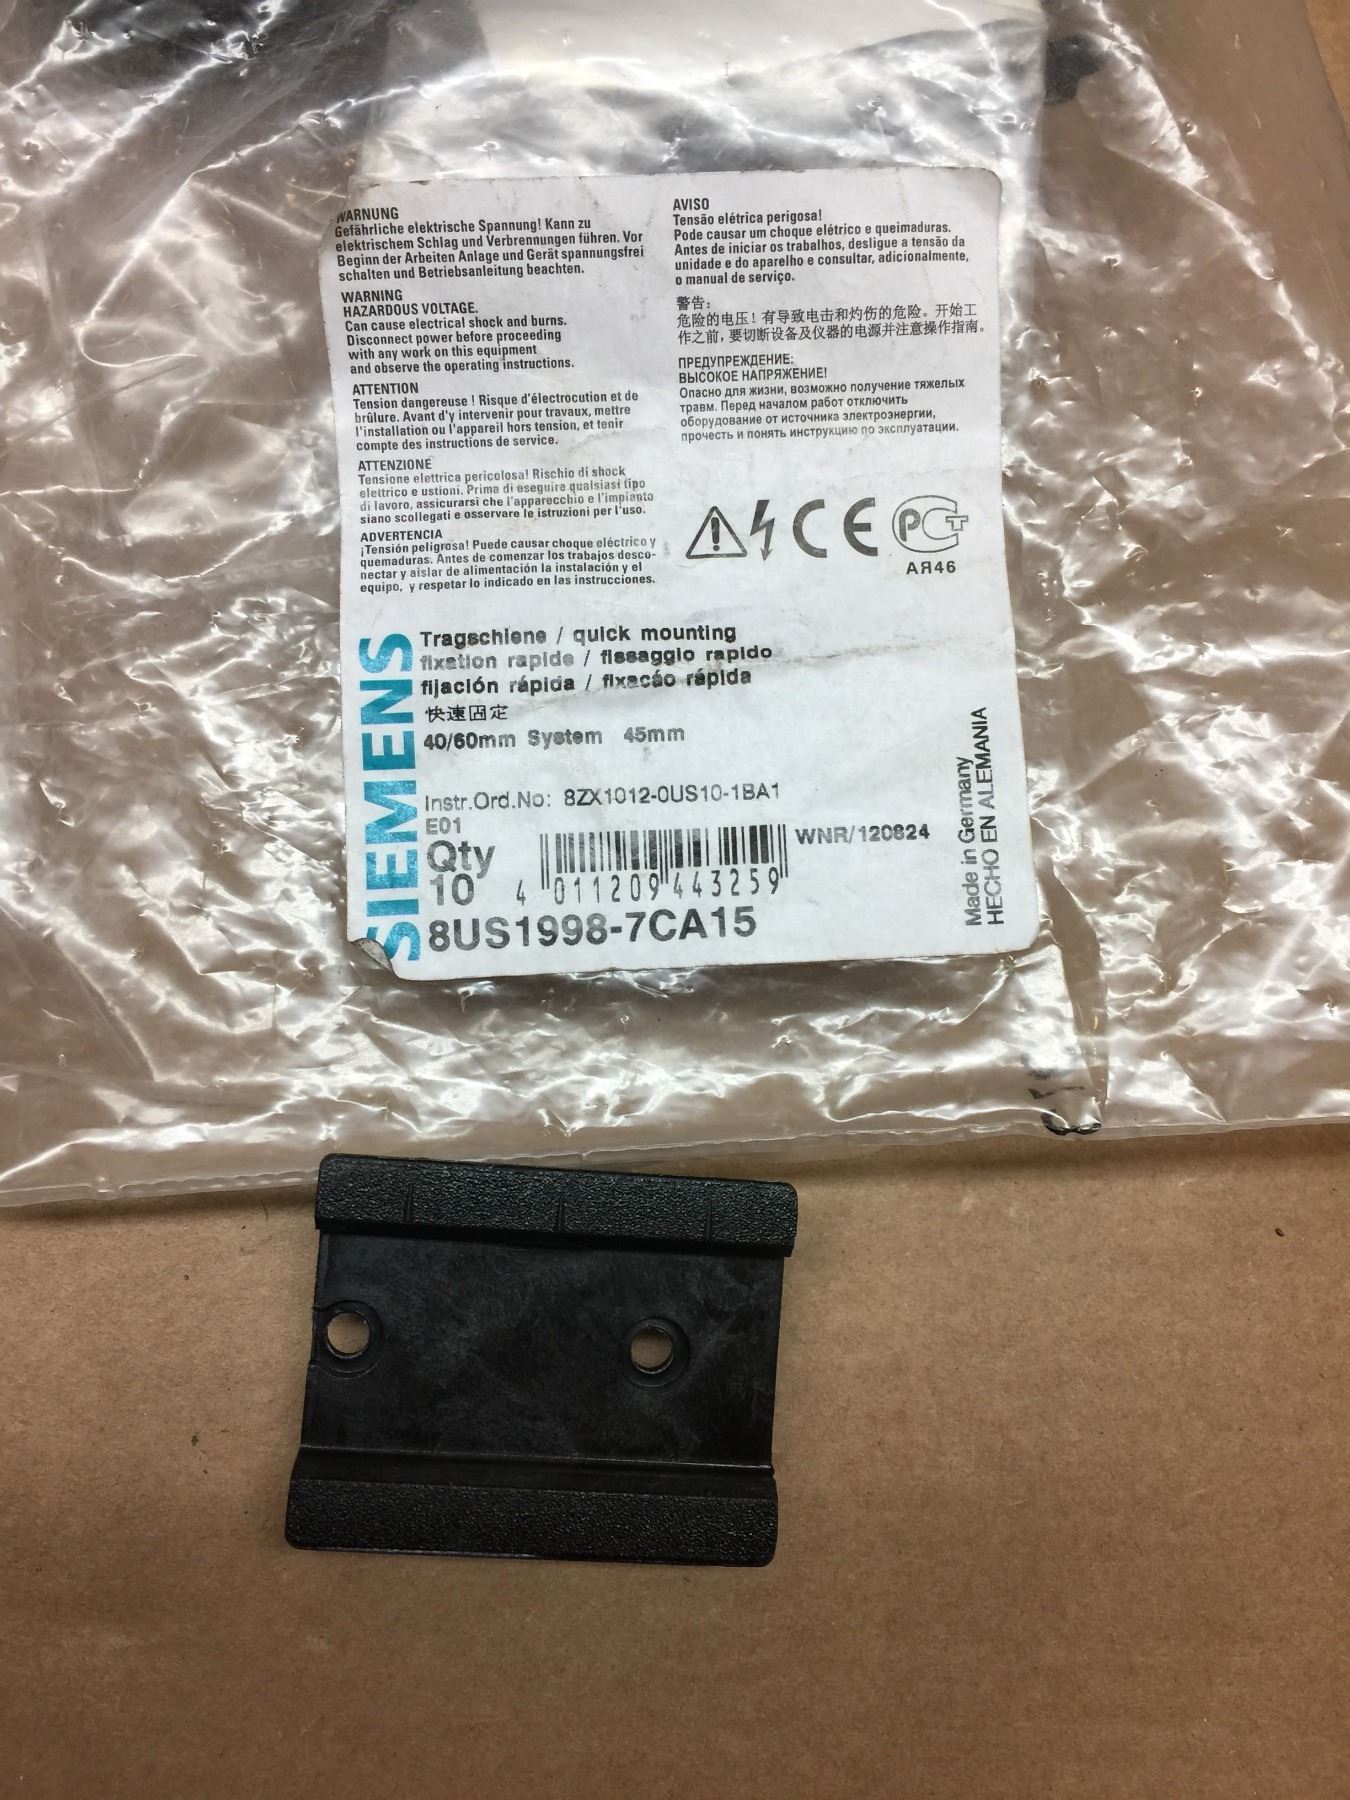 WARNUNG
Gefährliche elektrische Spannung! Kann zu
elektrischem Schlag und Verbrennungen führen. Vor
Beginn der Arbeiten Anlage und Gerät spannungsfrei
schalten und Betriebsanleitung beachten.
WARNING
HAZARDOUS VOLTAGE.
Can cause electrical shock and burns.
Disconnect power before proceeding
with any work on this equipment
and observe the operating instructions.
ATTENTION
Tension dangereuse ! Risque d'électrocution et de
brûlure. Avant d'y intervenir pour travaux, mettre
l'installation ou l'appareil hors tension, et tenir
compte des instructions de service.
ATTENZIONE
Tensione elettrica pericolosa! Rischio di shock
elettrico e ustioni. Prima di eseguire qualsiasi tipo
di lavoro, assicurarsi che l'apparecchio e l'impianto
siano scollegati e osservare le istruzioni per l'uso.
ADVERTENCIA
¡Tensión peligrosa! Puede causar choque eléctrico y
quemaduras. Antes de comenzar los trabajos desco-
nectar y aislar de alimentación la instalación y el
equipo, y respetar lo indicado en las instrucciones.
AVISO
Tensão elétrica perigosa!
Pode causar um choque elétrico e queimaduras.
Antes de iniciar os trabalhos, desligue a tensão da
unidade e do aparelho e consultar, adicionalmente,
o manual de serviço.
警告:
危险的电压! 有导致电击和灼伤的危险。开始工
作之前, 要切断设备及仪器的电源并注意操作指南。
ПРЕДУПРЕЖДЕНИЕ:
ВЫСОКОЕ НАПРЯЖЕНИЕ!
Опасно для жизни, возможно получение тяжелых
травм. Перед началом работ отключить
оборудование от источника электроэнергии,
прочесть и понять инструкцию по эксплуатации.
CE PCT
АЯ46
SIEMENS
Tragschiene / quick mounting
fixation rapide / fissaggio rapido
fijación rápida / fixacáo rápida
快速固定
40/60mm System 45mm
Instr.Ord.No: 8ZX1012-0US10-1BA1
E01
Qty
10
4 011209 443259
WNR/120824
8US1998-7CA15
Made in Germany
HECHO EN ALEMANIA